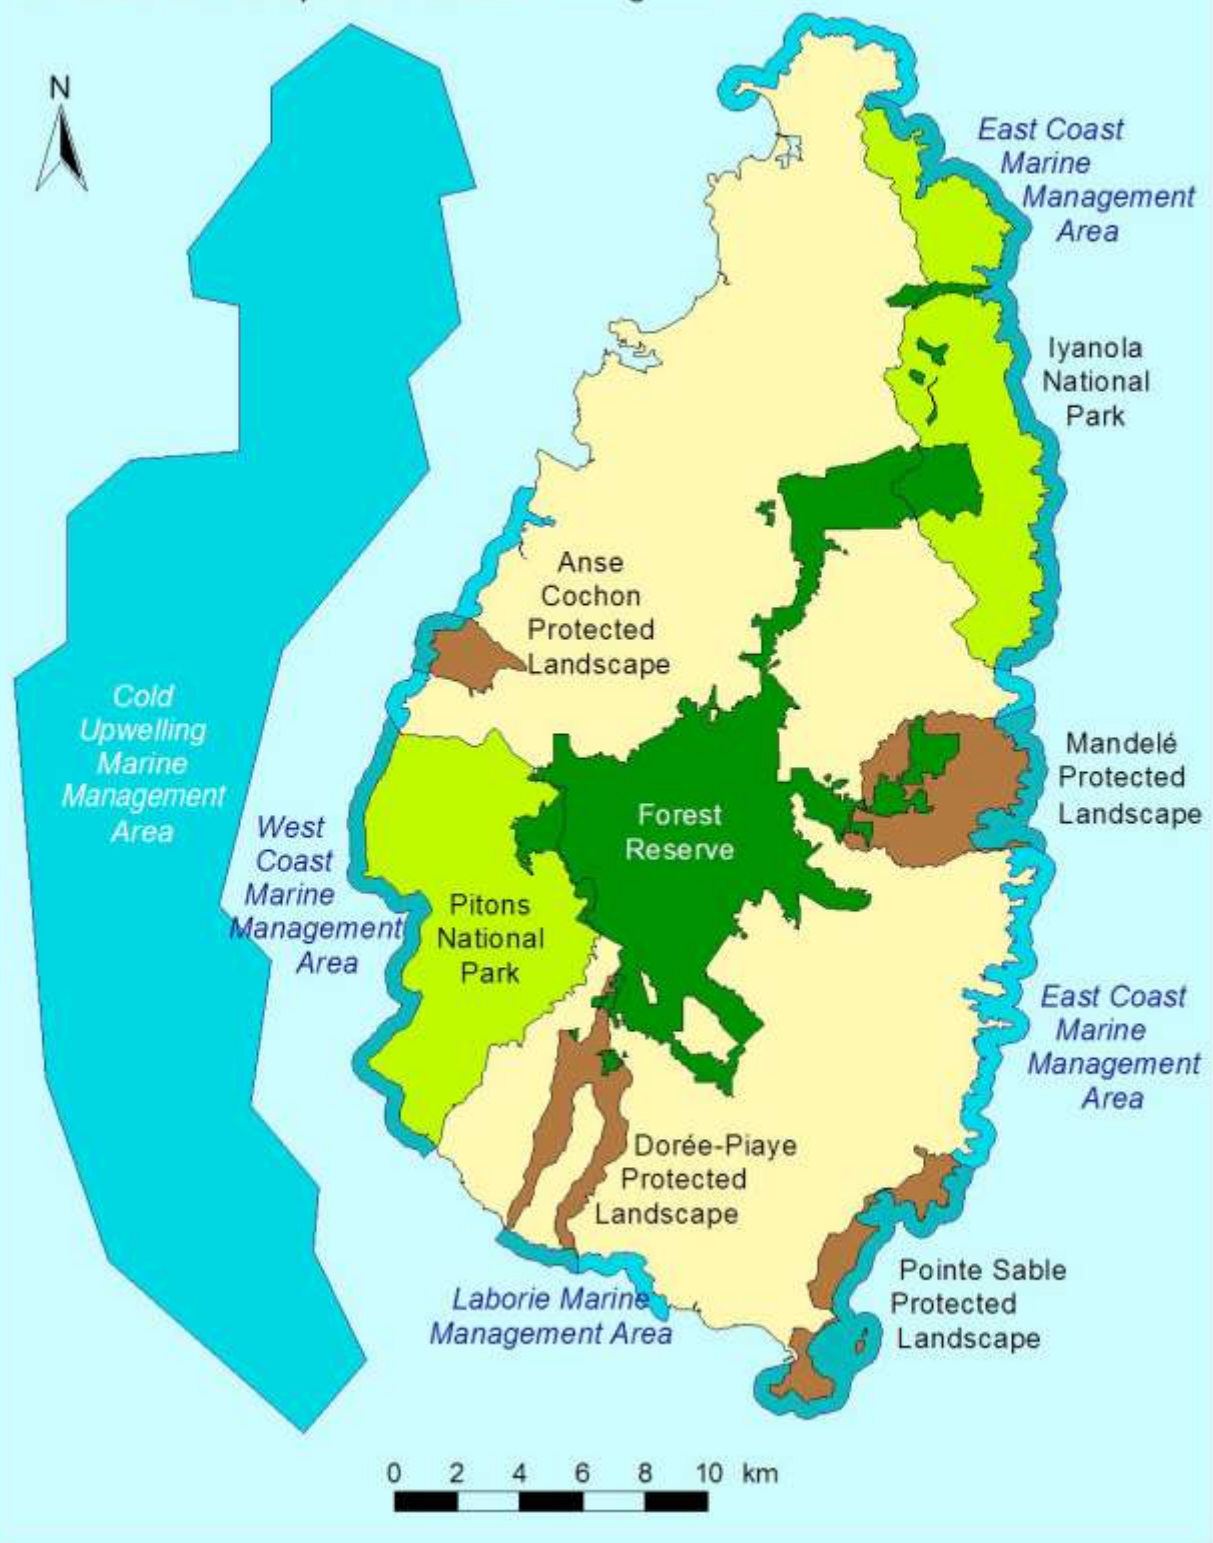 N
East Coast
Marine
Management
Area
Iyanola
National
Park
Anse
Cochon
Protected
Landscape
Cold
Upwelling
Marine
Management
Area
West
Coast
Marine
Management
Area
Forest
Reserve
Mandelé
Protected
Landscape
Pitons
National
Park
East Coast
Marine
Management
Area
Dorée-Piaye
Protected
Landscape
Laborie Marine
Management Area
Pointe Sable
Protected
Landscape
0 2 4 6 8 10 km